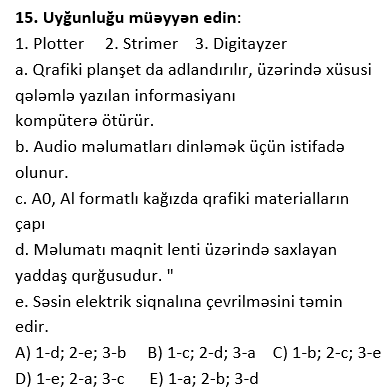 15. Uyğunluğu müəyyən edin:
1. Plotter 2. Strimer 3. Digitayzer
a. Qrafiki planşet da adlandırılır, üzərində xüsusi
qələmlə yazılan informasiyanı
kompüterə ötürür.
b. Audio məlumatları dinləmək üçün istifadə
olunur.
c. A0, Al formatlı kağızda qrafiki materialların
çapı
d. Məlumatı maqnit lenti üzərində saxlayan
yaddaş qurğusudur. "
e. Səsin elektrik siqnalına çevrilməsini təmin
edir.
A) 1-d; 2-e; 3-b B) 1-c; 2-d; 3-a C) 1-b; 2-c; 3-e
D) 1-e; 2-a; 3-c E) 1-a; 2-b; 3-d